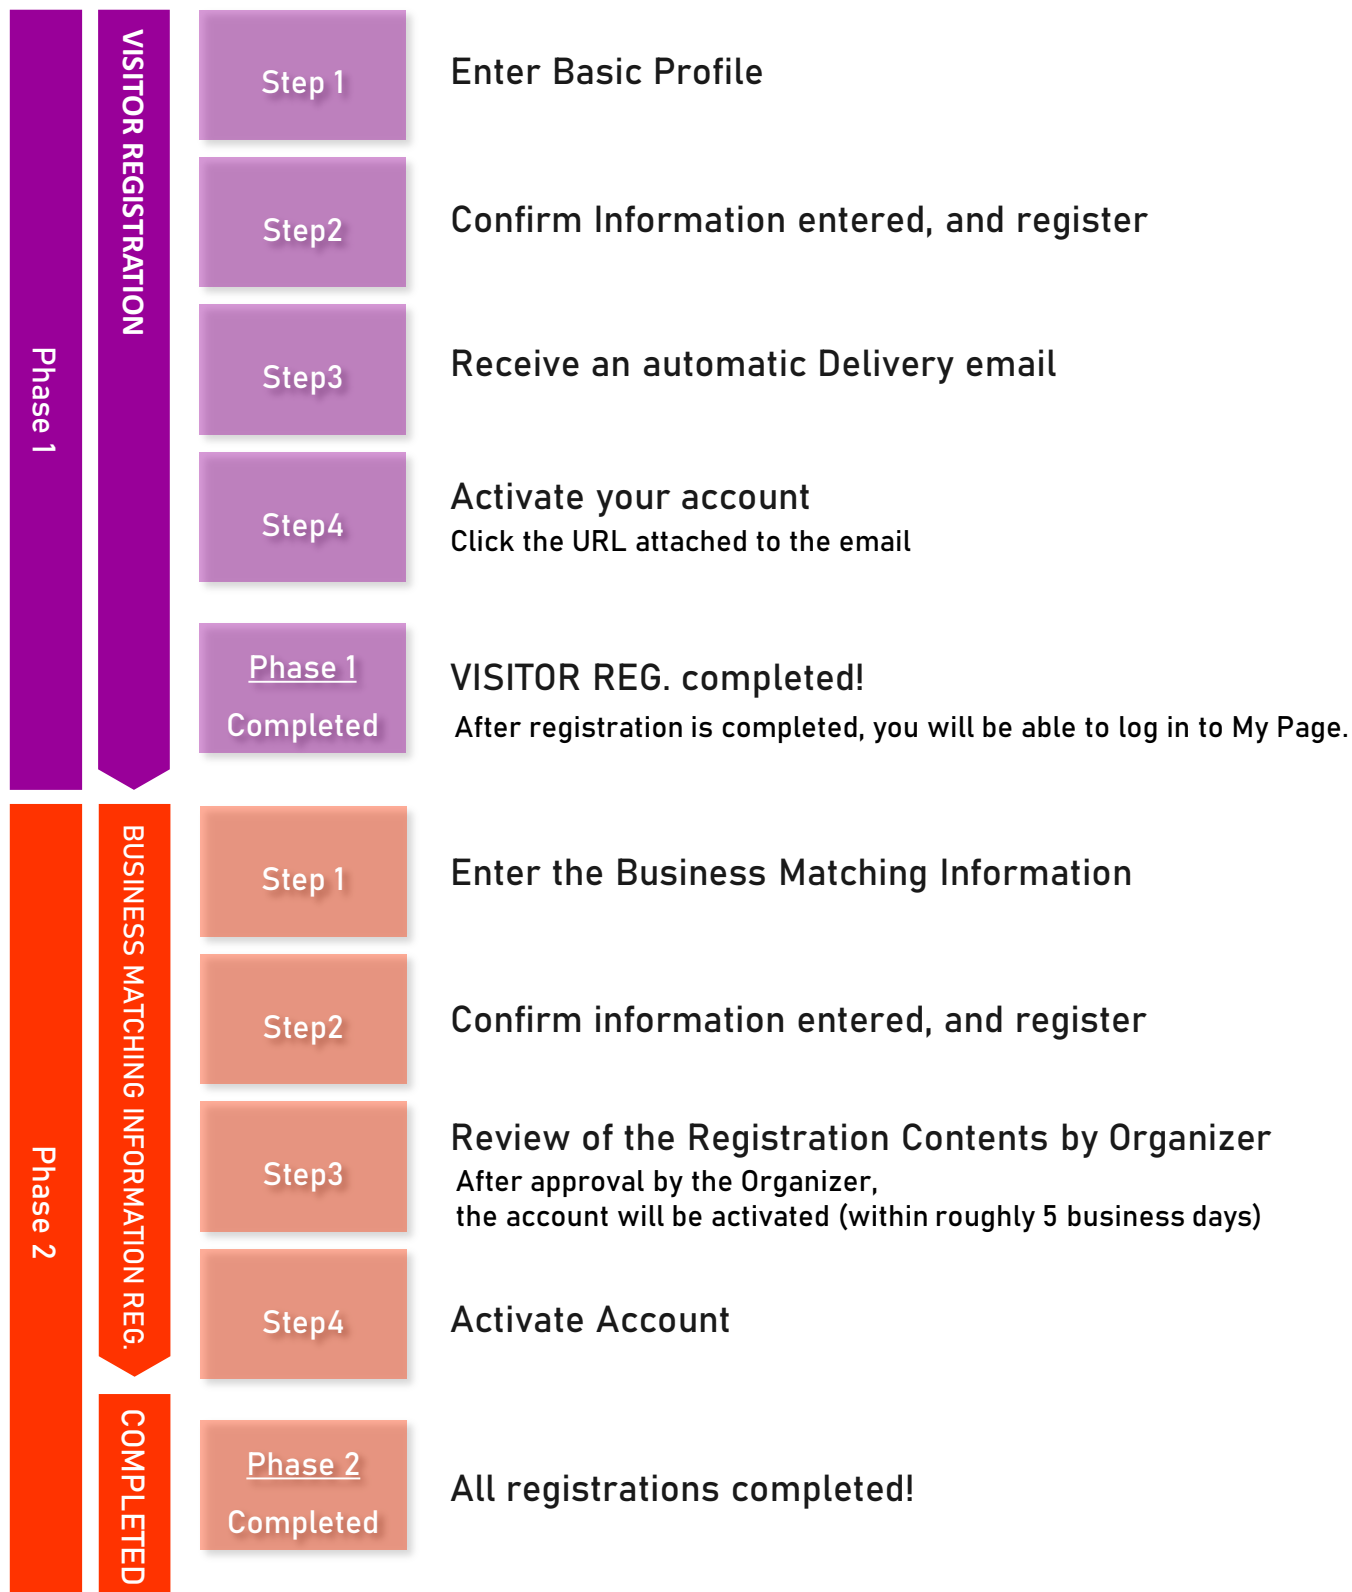 Phase 1
VISITOR REGISTRATION
Step 1
Enter Basic Profile
Step2
Confirm Information entered, and register
Step3
Receive an automatic Delivery email
Step4
Activate your account
Click the URL attached to the email
Phase 1
Completed
VISITOR REG. completed!
After registration is completed, you will be able to log in to My Page.
Phase 2
BUSINESS MATCHING INFORMATION REG.
Step 1
Enter the Business Matching Information
Step2
Confirm information entered, and register
Step3
Review of the Registration Contents by Organizer
After approval by the Organizer,
the account will be activated (within roughly 5 business days)
Step4
Activate Account
COMPLETED
Phase 2
Completed
All registrations completed!